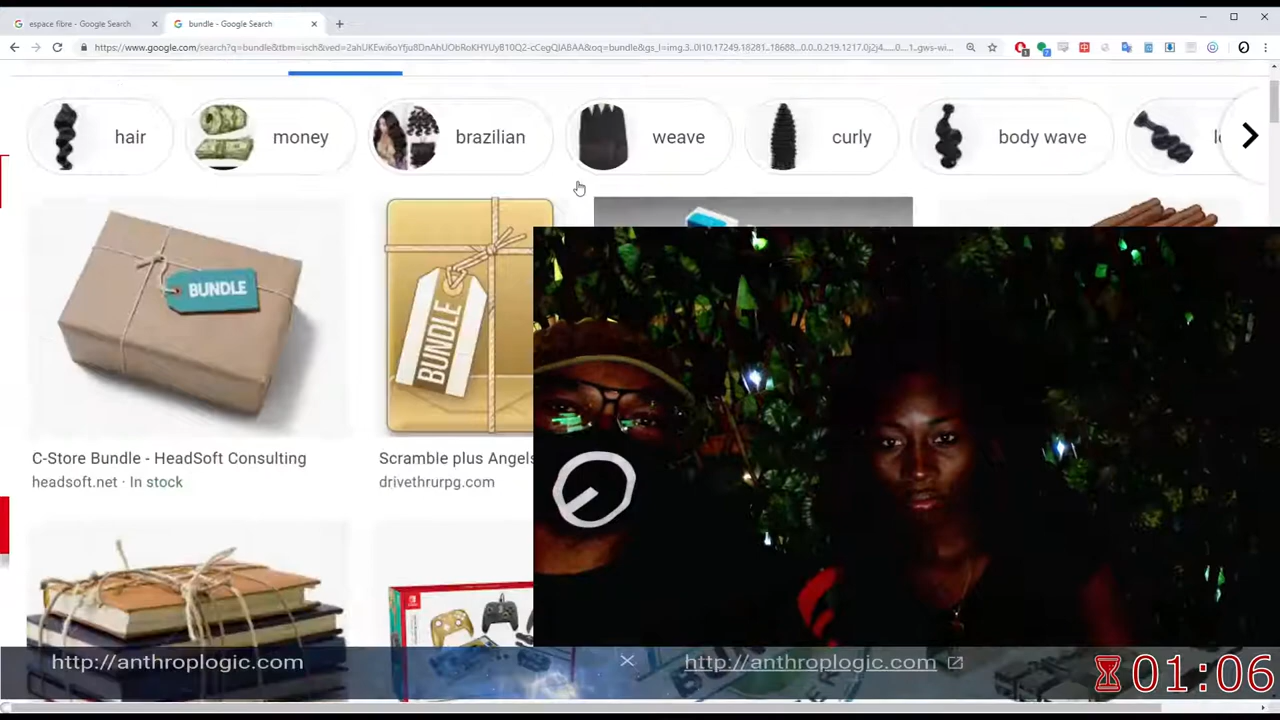 espace fibre - Google Search
bundle - Google Search
https://www.google.com/search?q=bundle&tbm=isch&ved=2ahUKEwi6oYfju8DnAhUObRoKHYUyB10Q2-cCegQIABAA&oq=bundle&gs_l=img.3..0l10.17249.18281..18688...0.0..0.219.1217.0j2j4......0....1..gws-wi...
hair
money
brazilian
weave
curly
body wave
BUNDLE
BUNDLE
C-Store Bundle - HeadSoft Consulting
headsoft.net · In stock
Scramble plus Angels
drivethrurpg.com
http://anthroplogic.com
http://anthroplogic.com
01:06